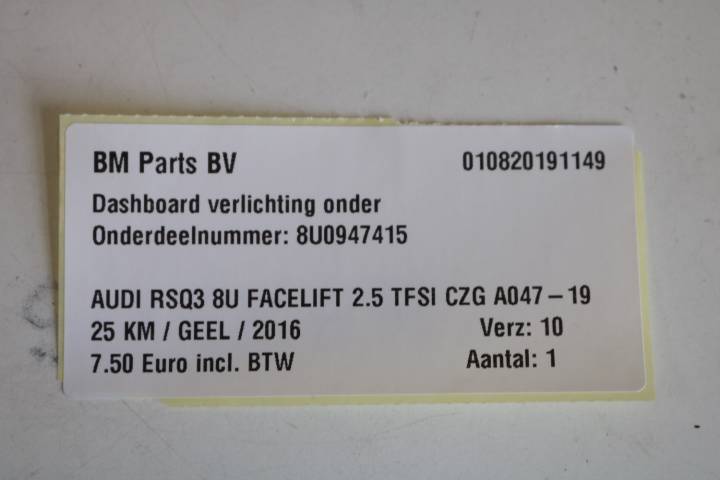 BM Parts BV 010820191149
Dashboard verlichting onder
Onderdeelnummer: 8U0947415
AUDI RSQ3 8U FACELIFT 2.5 TFSI CZG A047-19
25 KM / GEEL / 2016 Verz: 10
7.50 Euro incl. BTW Aantal: 1